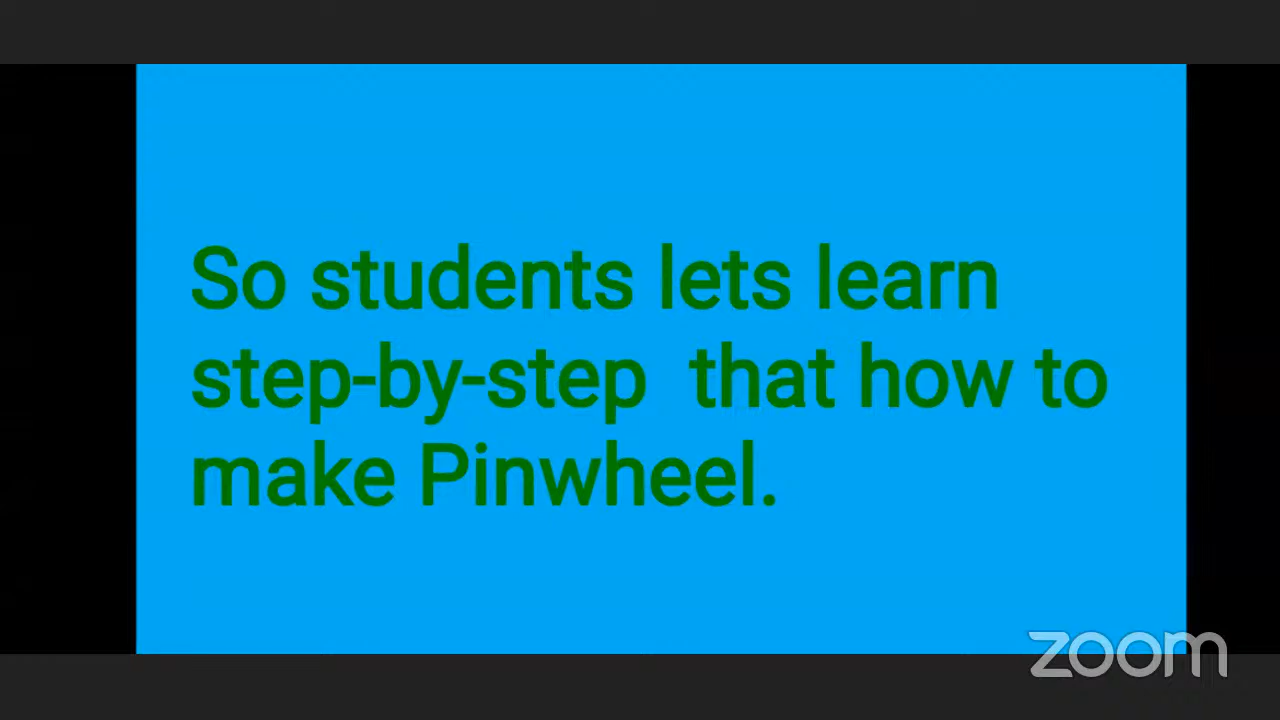 So students lets learn
step-by-step  that how to
make Pinwheel.
zoom